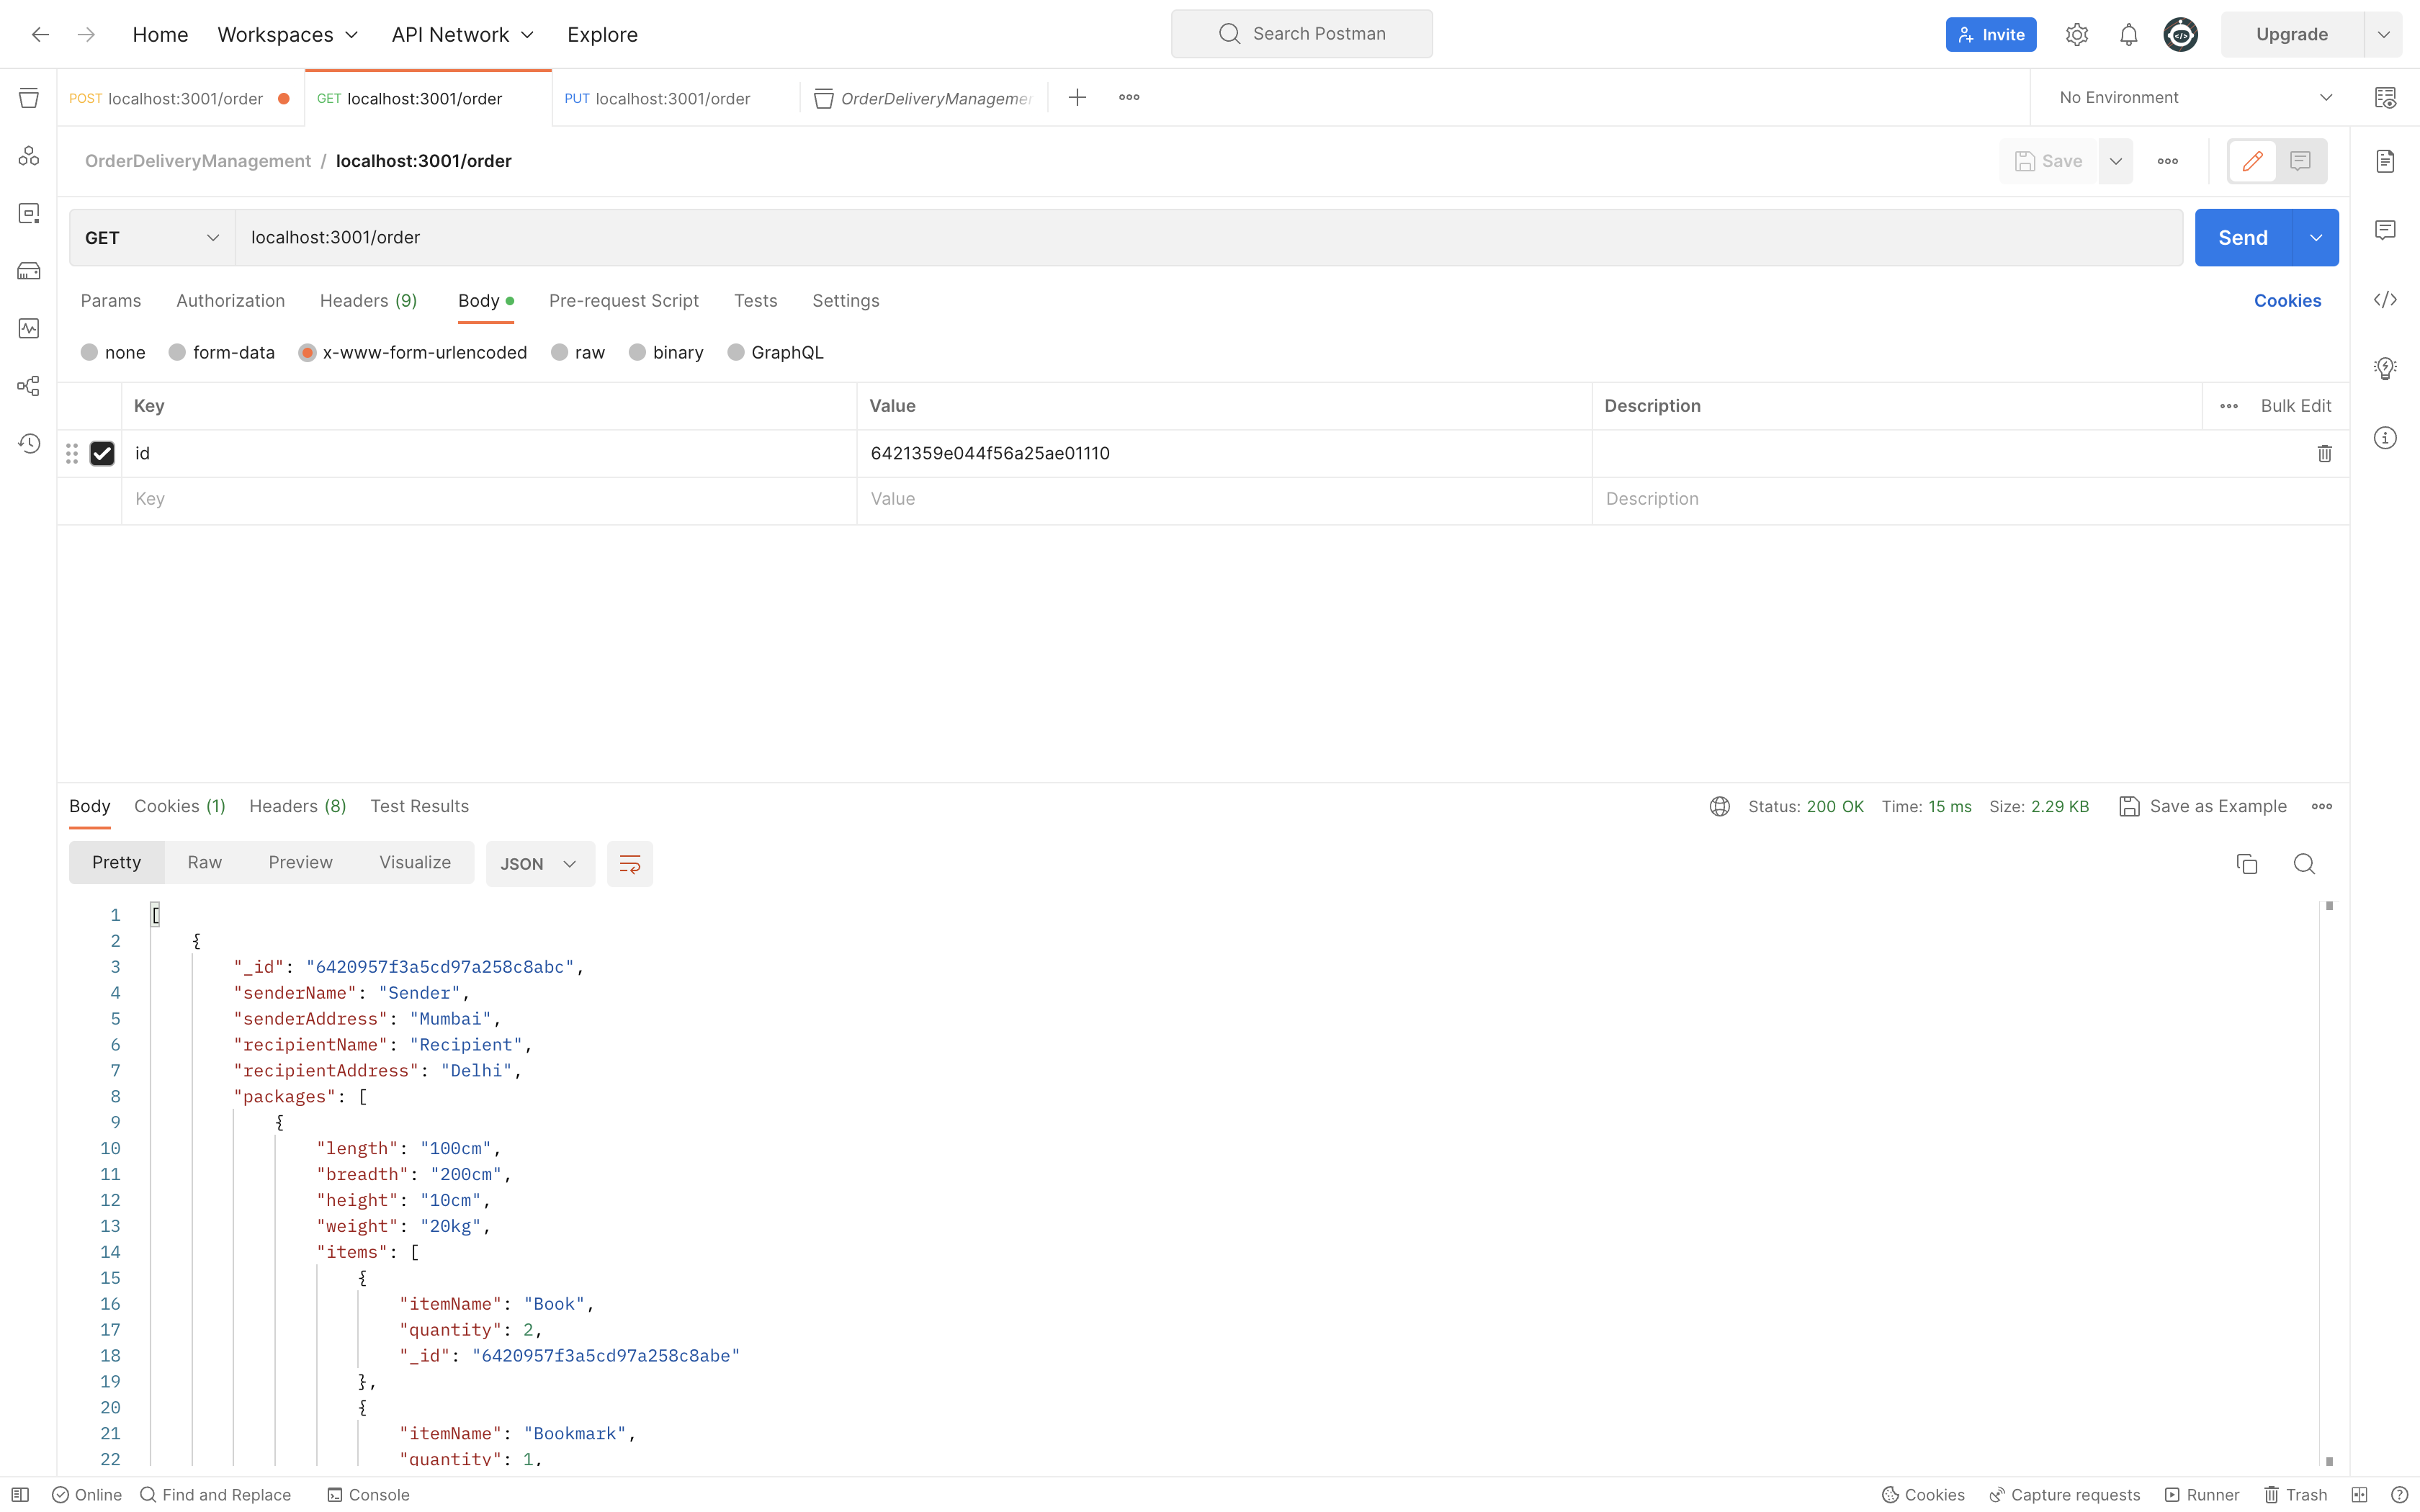 Home Workspaces API Network Explore Search Postman Invite Upgrade
POST localhost:3001/order GET localhost:3001/order PUT localhost:3001/order OrderDeliveryManagemen No Environment
OrderDeliveryManagement / localhost:3001/order Save
GET localhost:3001/order Send
Params Authorization Headers (9) Body Pre-request Script Tests Settings Cookies
none form-data x-www-form-urlencoded raw binary GraphQL
Key Value Description Bulk Edit
id 6421359e044f56a25ae01110
Key Value Description
Body Cookies (1) Headers (8) Test Results Status: 200 OK Time: 15 ms Size: 2.29 KB Save as Example
Pretty Raw Preview Visualize JSON
1 [
2 {
3 "_id": "6420957f3a5cd97a258c8abc",
4 "senderName": "Sender",
5 "senderAddress": "Mumbai",
6 "recipientName": "Recipient",
7 "recipientAddress": "Delhi",
8 "packages": [
9 {
10 "length": "100cm",
11 "breadth": "200cm",
12 "height": "10cm",
13 "weight": "20kg",
14 "items": [
15 {
16 "itemName": "Book",
17 "quantity": 2,
18 "_id": "6420957f3a5cd97a258c8abe"
19 },
20 {
21 "itemName": "Bookmark",
22 "quantity": 1,
Online Find and Replace Console Cookies Capture requests Runner Trash